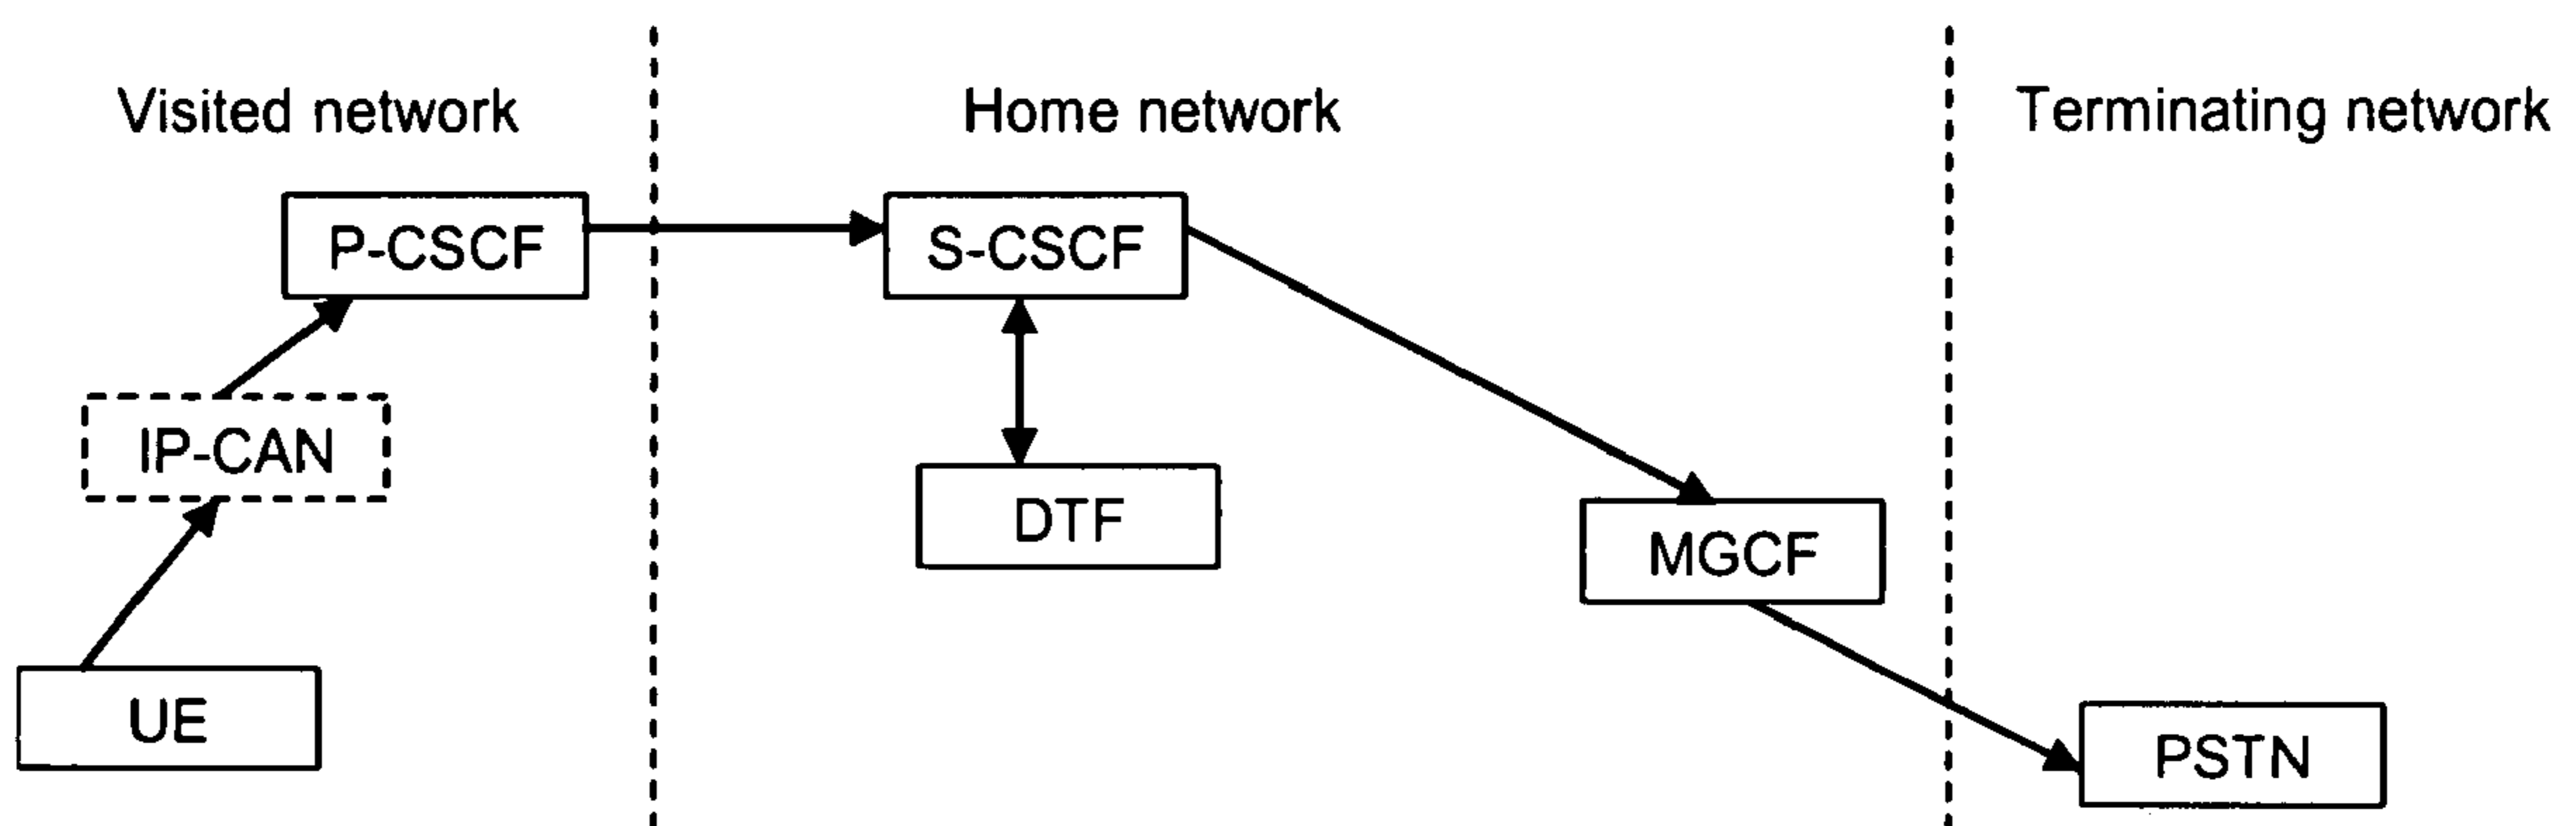 Visited network
Home network
Terminating network
P-CSCF
S-CSCF
IP-CAN
DTF
MGCF
UE
PSTN